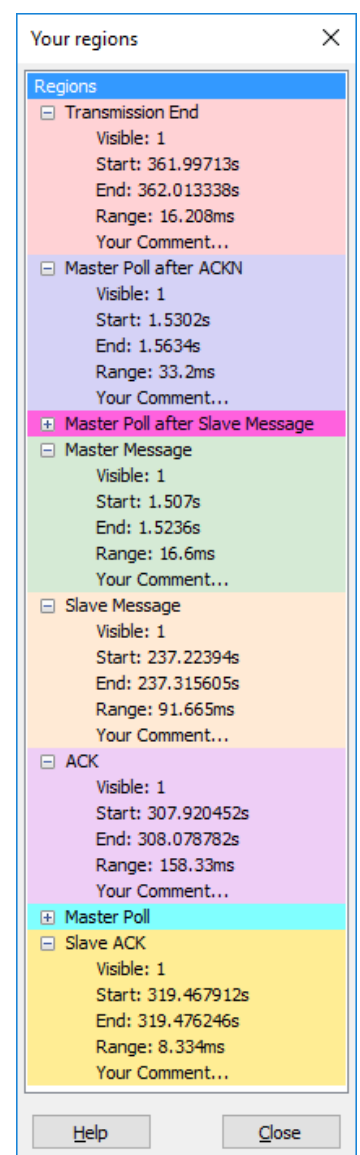 Your regions
Regions
Transmission End
Visible: 1
Start: 361.99713s
End: 362.013338s
Range: 16.208ms
Your Comment...
Master Poll after ACKN
Visible: 1
Start: 1.5302s
End: 1.5634s
Range: 33.2ms
Your Comment...
Master Poll after Slave Message
Master Message
Visible: 1
Start: 1.507s
End: 1.5236s
Range: 16.6ms
Your Comment...
Slave Message
Visible: 1
Start: 237.22394s
End: 237.315605s
Range: 91.665ms
Your Comment...
ACK
Visible: 1
Start: 307.920452s
End: 308.078782s
Range: 158.33ms
Your Comment...
Master Poll
Slave ACK
Visible: 1
Start: 319.467912s
End: 319.476246s
Range: 8.334ms
Your Comment...
Help Close